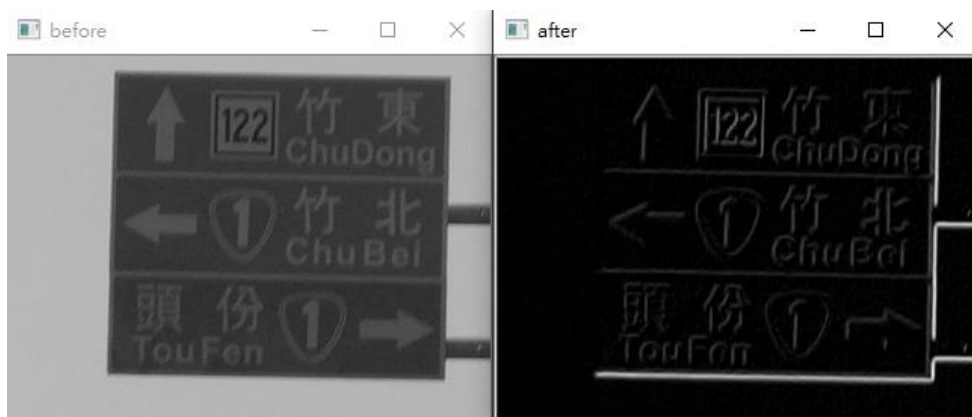 before
after
122 竹東
ChuDong
1 竹北
ChuBei
頭份 1
TouFen
122 竹東
ChuDong
1 竹北
ChuBei
頭份 1
TouFen